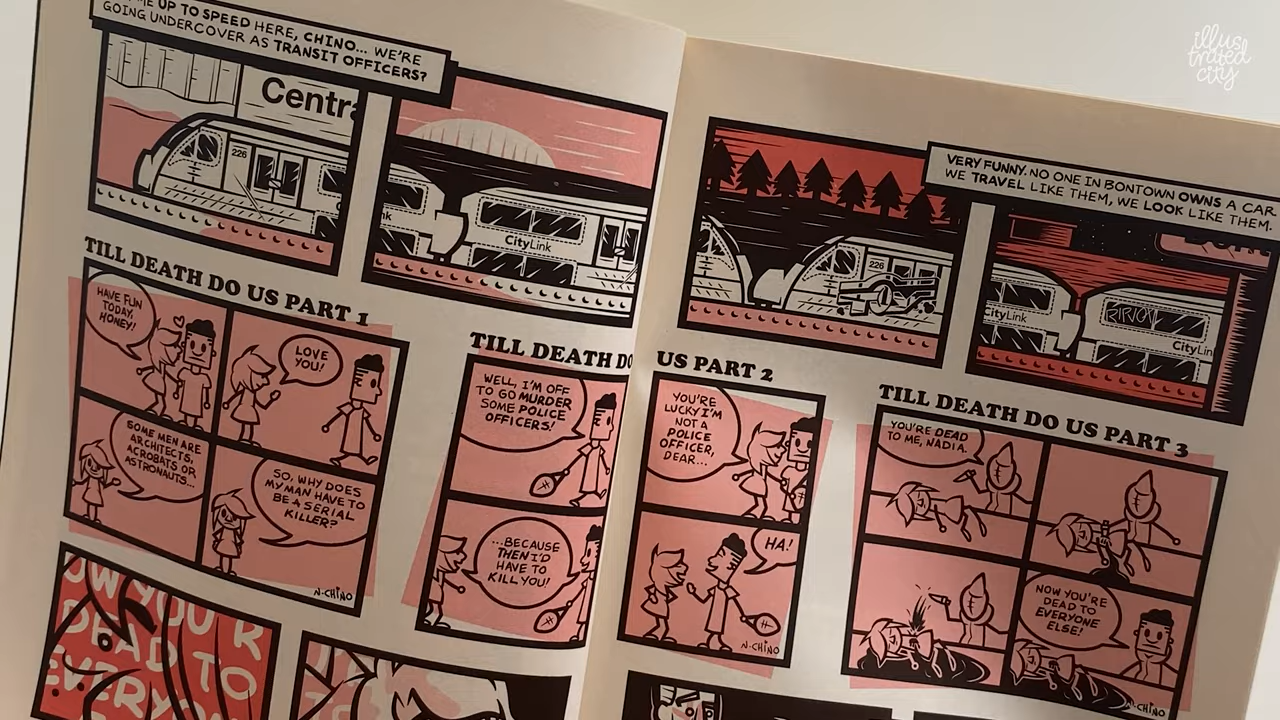 UP TO SPEED HERE, CHINO... WE'RE
GOING UNDERCOVER AS TRANSIT OFFICERS?
Centra
226
CityLink
VERY FUNNY. NO ONE IN BONTOWN OWNS A CAR.
WE TRAVEL LIKE THEM, WE LOOK LIKE THEM.
226
CityLink
CityLin
TILL DEATH DO US PART 1
HAVE FUN
TODAY,
HONEY!
LOVE
YOU!
SOME MEN ARE
ARCHITECTS,
ACROBATS OR
ASTRONAUTS...
SO, WHY DOES
MY MAN HAVE TO
BE A SERIAL
KILLER?
N-CHINO
TILL DEATH DO US PART 2
WELL, I'M OFF
TO GO MURDER
SOME POLICE
OFFICERS!
YOU'RE
LUCKY I'M
NOT A
POLICE
OFFICER,
DEAR...
...BECAUSE
THEN I'D
HAVE TO
KILL YOU!
HA!
N-CHINO
TILL DEATH DO US PART 3
YOU'RE DEAD
TO ME, NADIA.
NOW YOU'RE
DEAD TO
EVERYONE
ELSE!
-CHINO
OW YOU'R
DEAD TO
EVERYON
illus
trated
city